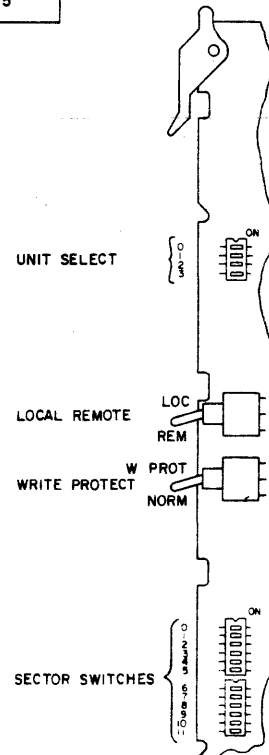 5
ON
UNIT SELECT
0
1
2
3
LOC
LOCAL REMOTE
REM
W PROT
WRITE PROTECT
NORM
ON
SECTOR SWITCHES
0
1
2
3
4
5
6
7
8
9
10
11